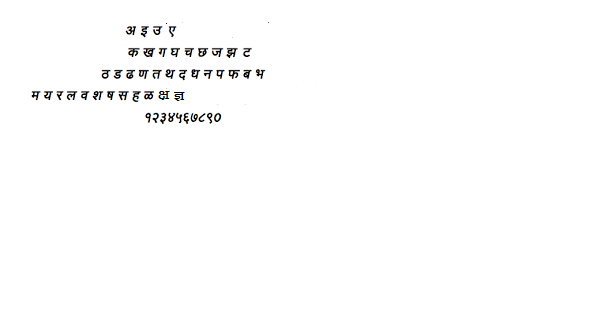 अ इ उ ए
क ख ग घ च छ ज झ ट
ठ ड ढ ण त थ द ध न प फ ब भ
म य र ल व श ष स ह ळ क्ष ज्ञ
१२३४५६७८९०